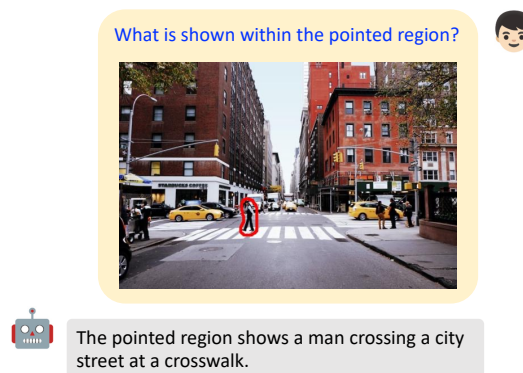 What is shown within the pointed region?
STARBUCKS COFFEE
The pointed region shows a man crossing a city
street at a crosswalk.